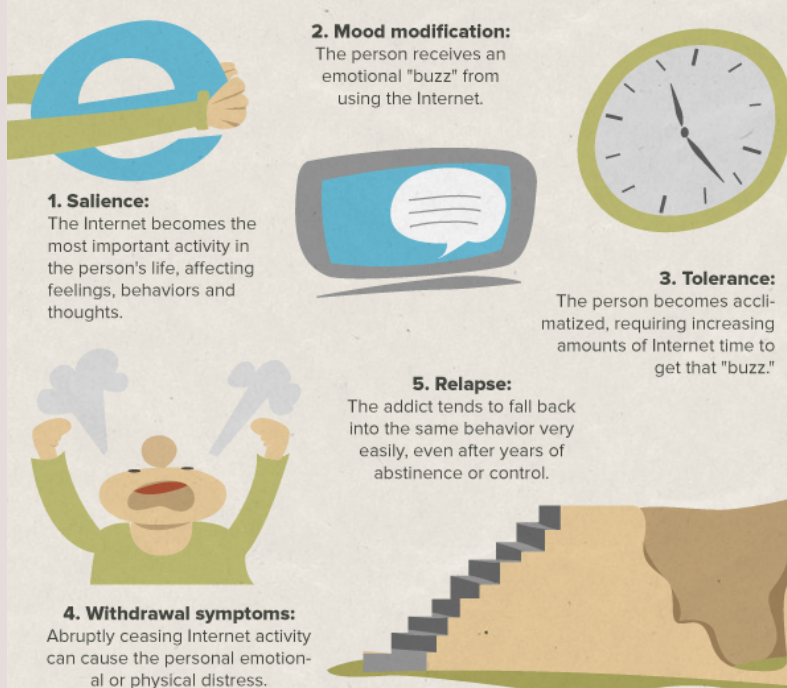 1. Salience:
The Internet becomes the
most important activity in
the person's life, affecting
feelings, behaviors and
thoughts.
2. Mood modification:
The person receives an
emotional "buzz" from
using the Internet.
3. Tolerance:
The person becomes accli-
matized, requiring increasing
amounts of Internet time to
get that "buzz."
4. Withdrawal symptoms:
Abruptly ceasing Internet activity
can cause the personal emotion-
al or physical distress.
5. Relapse:
The addict tends to fall back
into the same behavior very
easily, even after years of
abstinence or control.